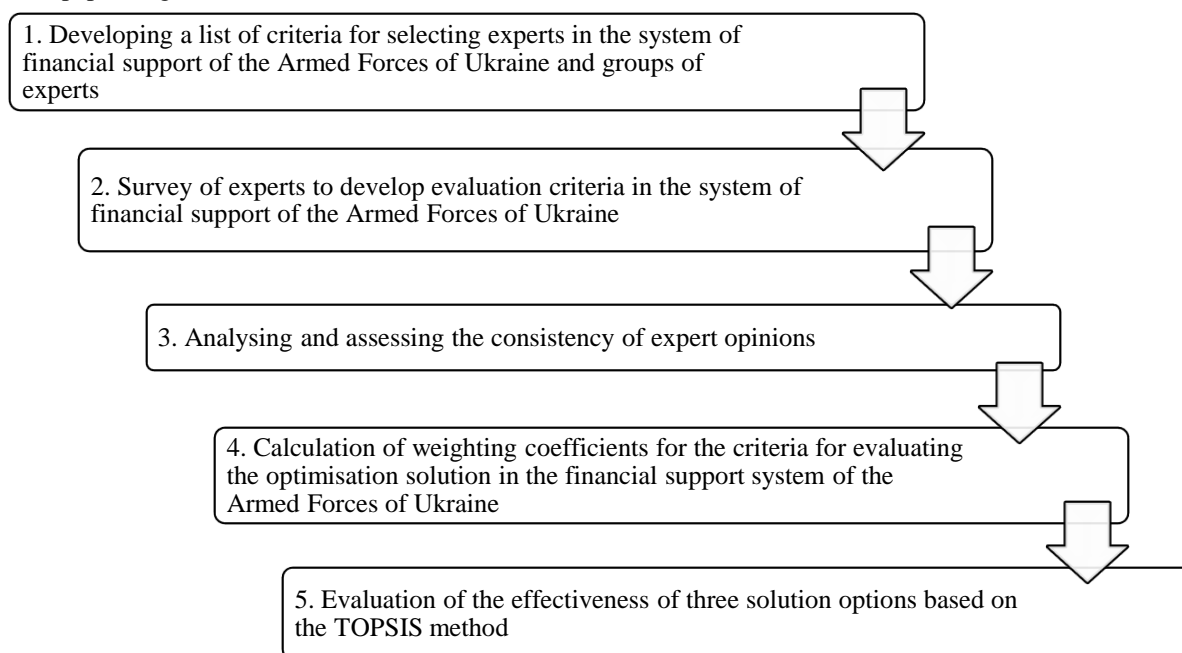 1. Developing a list of criteria for selecting experts in the system of
financial support of the Armed Forces of Ukraine and groups of
experts
2. Survey of experts to develop evaluation criteria in the system of
financial support of the Armed Forces of Ukraine
3. Analysing and assessing the consistency of expert opinions
4. Calculation of weighting coefficients for the criteria for evaluating
the optimisation solution in the financial support system of the
Armed Forces of Ukraine
5. Evaluation of the effectiveness of three solution options based on
the TOPSIS method